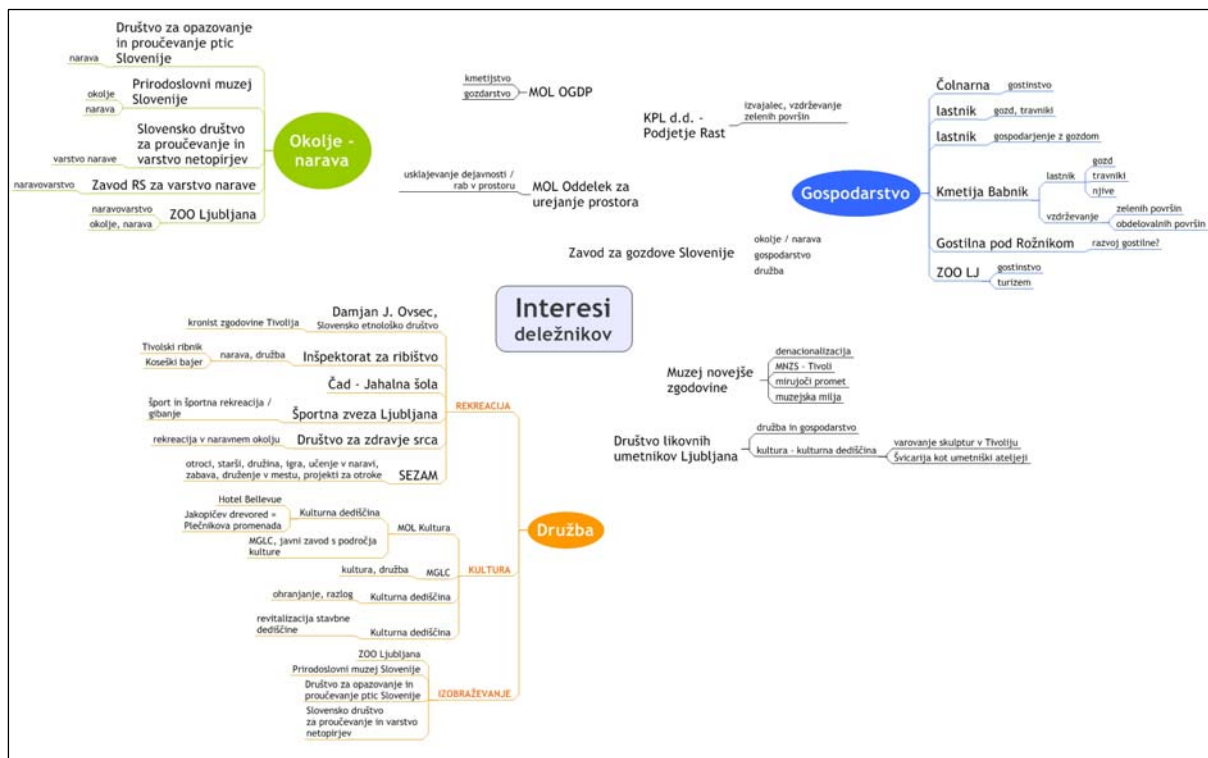 Društvo za opazovanje
in proučevanje ptic
Slovenije
narava
Prirodoslovni muzej
Slovenije
okolje
narava
Slovensko društvo
za proučevanje in
varstvo netopirjev
varstvo narave
Zavod RS za varstvo narave
naravovarstvo
ZOO Ljubljana
naravovarstvo
okolje, narava
Okolje -
narava
kmetijstvo
gozdarstvo
MOL OGDP
usklajevanje dejavnosti /
rab v prostoru
MOL Oddelek za
urejanje prostora
KPL d.d. -
Podjetje Rast
izvajalec, vzdrževanje
zelenih površin
Zavod za gozdove Slovenije
okolje / narava
gospodarstvo
družba
Gospodarstvo
Čolnarna
gostinstvo
lastnik
gozd, travniki
lastnik
gospodarjenje z gozdom
Kmetija Babnik
lastnik
gozd
travniki
njive
vzdrževanje
zelenih površin
obdelovalnih površin
Gostilna pod Rožnikom
razvoj gostilne?
ZOO LJ
gostinstvo
turizem
Interesi
deležnikov
Damjan J. Ovsec,
Slovensko etnološko društvo
kronist zgodovine Tivolija
Inšpektorat za ribištvo
narava, družba
Tivolski ribnik
Koseški bajer
Čad - Jahalna šola
Športna zveza Ljubljana
šport in športna rekreacija /
gibanje
Društvo za zdravje srca
rekreacija v naravnem okolju
SEZAM
otroci, starši, družina, igra, učenje v naravi,
zabava, druženje v mestu, projekti za otroke
REKREACIJA
Muzej novejše
zgodovine
denacionalizacija
MNZS - Tivoli
mirujoči promet
muzejska milja
Društvo likovnih
umetnikov Ljubljana
družba in gospodarstvo
kultura - kulturna dediščina
varovanje skulptur v Tivoliju
Švicarija kot umetniški ateljeji
Družba
Hotel Bellevue
Jakopičev drevored =
Plečnikova promenada
Kulturna dediščina
MOL Kultura
MGLC, javni zavod s področja
kulture
kultura, družba
MGLC
KULTURA
ohranjanje, razlog
Kulturna dediščina
revitalizacija stavbne
dediščine
Kulturna dediščina
ZOO Ljubljana
Prirodoslovni muzej Slovenije
Društvo za opazovanje in
proučevanje ptic Slovenije
Slovensko društvo
za proučevanje in varstvo
netopirjev
IZOBRAŽEVANJE